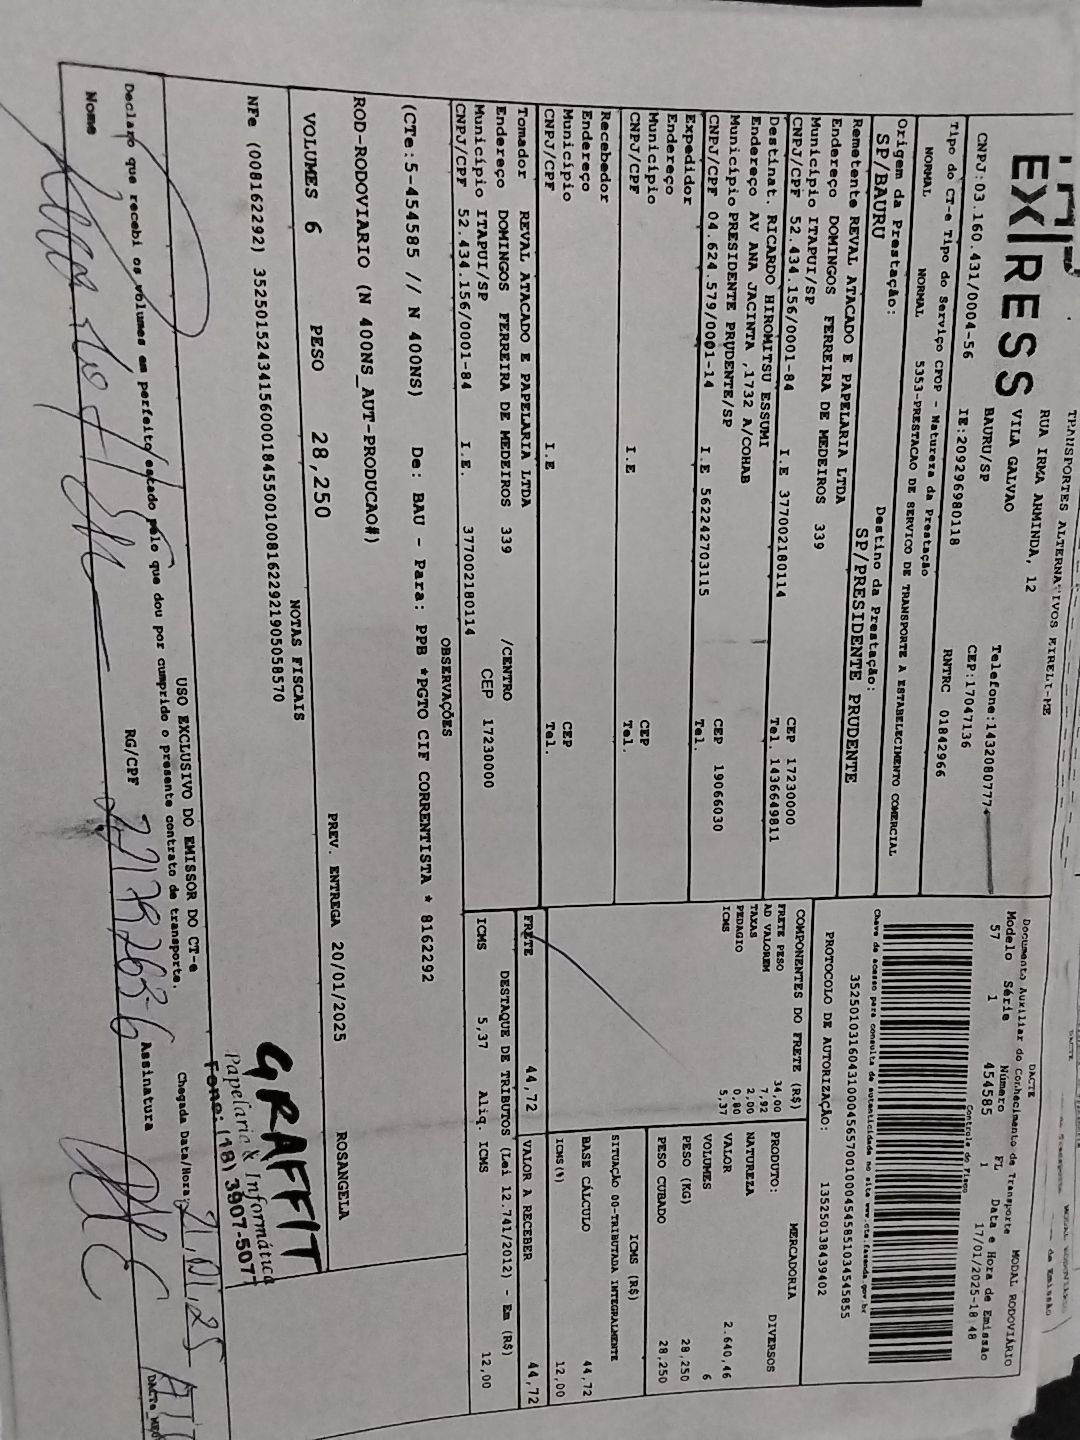 EXPRESS
TRANSPORTES ALTERNATIVOS EIRELI-ME
RUA IRMA ARMINDA, 12
VILA GALVAO
BAURU/SP
Telefone:1432080777
CEP:17047136
CNPJ:03.160.431/0004-56 IE:209296980118 RNTRC 01842966
Tipo do CT-e Tipo do Serviço CFOP - Natureza da Prestação
NORMAL NORMAL 5353-PRESTACAO DE SERVICO DE TRANSPORTE A ESTABELECIMENTO COMERCIAL
Origem da Prestação: Destino da Prestação:
SP/BAURU SP/PRESIDENTE PRUDENTE
Remetente REVAL ATACADO E PAPELARIA LTDA
Endereço DOMINGOS FERREIRA DE MEDEIROS 339
Município ITAPUI/SP CEP 17230000
CNPJ/CPF 52.434.156/0001-84 I.E 377002180114 Tel. 1436649811
Destinat. RICARDO HIROMITSU ESSUMI
Endereço AV ANA JACINTA ,1732 A/COHAB
Município PRESIDENTE PRUDENTE/SP CEP. 19066030
CNPJ/CPF 04.624.579/0001-14 I.E 562242703115 Tel.
Expedidor
Endereço
Município CEP
CNPJ/CPF I.E Tel.
Recebedor
Endereço
Município CEP
CNPJ/CPF I.E Tel.
Tomador REVAL ATACADO E PAPELARIA LTDA
Endereço DOMINGOS FERREIRA DE MEDEIROS 339 /CENTRO
Município ITAPUI/SP CEP 17230000
CNPJ/CPF 52.434.156/0001-84 I.E. 377002180114
DACTE
Documento Auxiliar do Conhecimento de Transporte
MODAL RODOVIÁRIO
Modelo Série Número FL Data e Hora de Emissão
57 1 454585 1 17/01/2025-18 48
Controle do Fisco
Chave de acesso para consulta de autenticidade no site www.cte.fazenda.gov.br
35250103160431000456570010004545851034545855
PROTOCOLO DE AUTORIZAÇÃO: 135250138439402
COMPONENTES DO FRETE (R$)
FRETE PESO 34,00
AD VALOREM 7,92
TAXAS 2,00
PEDAGIO 0,80
ICMS 5,37
FRETE 44,72
MERCADORIA
PRODUTO: DIVERSOS
NATUREZA
VALOR 2.640,46
VOLUMES 6
PESO (KG) 28,250
PESO CUBADO 28,250
ICMS (R$)
SITUAÇÃO 00-TRIBUTADA INTEGRALMENTE
BASE CÁLCULO 44,72
ICMS(%) 12,00
VALOR A RECEBER 44,72
DESTAQUE DE TRIBUTOS (Lei 12.741/2012) - Em (R$)
ICMS 5,37 Aliq. ICMS 12,00
OBSERVAÇÕES
(CTe:5-454585 // N 400NS) De: BAU - Para: PPB *PGTO CIF CORRENTISTA * 8162292
ROD-RODOVIARIO (N 400NS_AUT-PRODUCAO#)
VOLUMES 6 PESO 28,250 PREV. ENTREGA 20/01/2025 ROSANGELA
NOTAS FISCAIS
NFe (008162292) 35250152434156000184550010081622921905058570
GRAFFIT
Papelaria & Informática
Fone: (18) 3907-507
USO EXCLUSIVO DO EMISSOR DO CT-e
Declaro que recebi os volumes em perfeito estado pelo que dou por cumprido o presente contrato de transporte.
Chegada Data/Hora: 21.01.25
Nome RG/CPF Assinatura